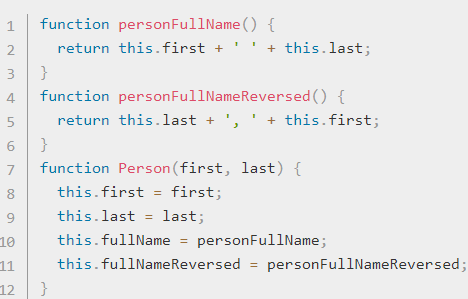 1 function personFullName() {
2   return this.first + ' ' + this.last;
3 }
4 function personFullNameReversed() {
5   return this.last + ', ' + this.first;
6 }
7 function Person(first, last) {
8   this.first = first;
9   this.last = last;
10   this.fullName = personFullName;
11   this.fullNameReversed = personFullNameReversed;
12 }